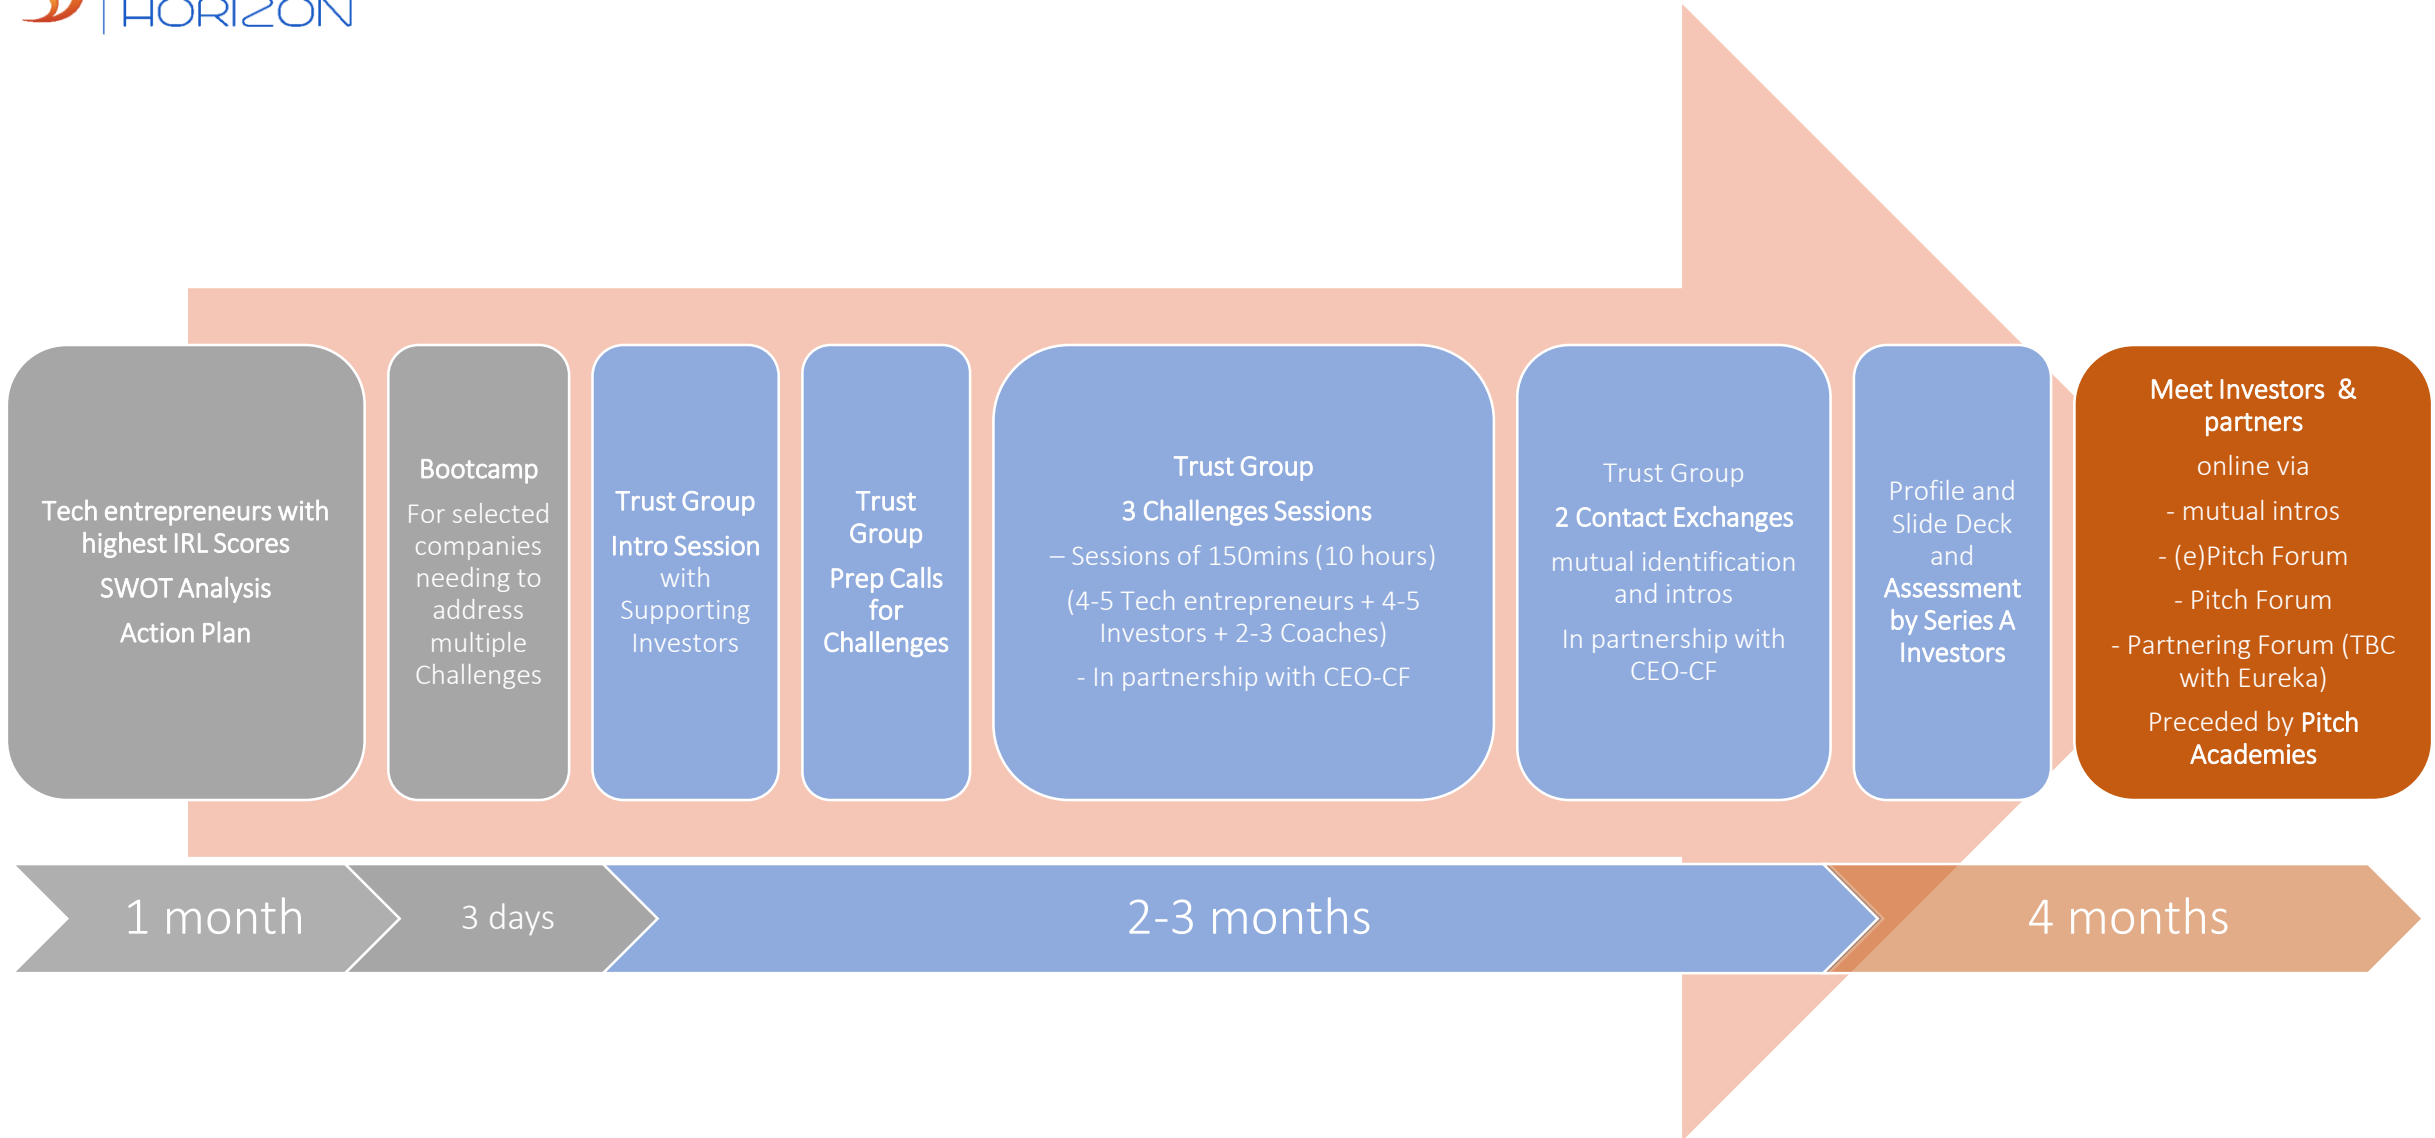 HORIZON
Tech entrepreneurs with
highest IRL Scores
SWOT Analysis
Action Plan
Bootcamp
For selected
companies
needing to
address
multiple
Challenges
Trust Group
Intro Session
with
Supporting
Investors
Trust
Group
Prep Calls
for
Challenges
Trust Group
3 Challenges Sessions
– Sessions of 150mins (10 hours)
(4-5 Tech entrepreneurs + 4-5
Investors + 2-3 Coaches)
- In partnership with CEO-CF
Trust Group
2 Contact Exchanges
mutual identification
and intros
In partnership with
CEO-CF
Profile and
Slide Deck
and
Assessment
by Series A
Investors
Meet Investors & 
partners
online via
- mutual intros
- (e)Pitch Forum
- Pitch Forum
- Partnering Forum (TBC
with Eureka)
Preceded by Pitch
Academies
1 month
3 days
2-3 months
4 months